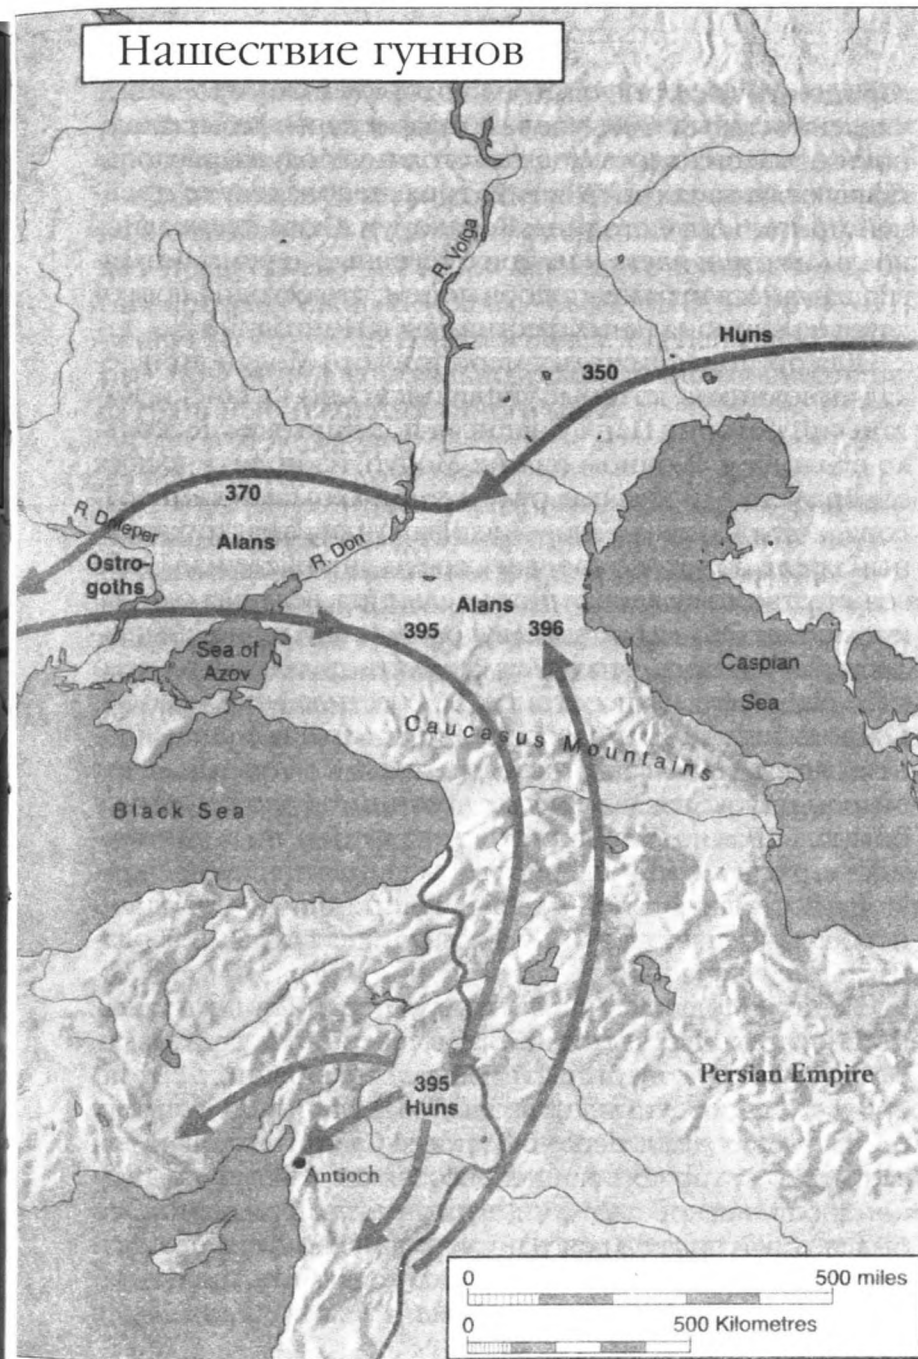 Нашествие гуннов
R. Volga
Huns
350
370
R. Dnieper
Alans
R. Don
Ostro-
goths
Alans
395
396
Sea of
Azov
Caspian
Sea
Caucasus Mountains
Black Sea
Persian Empire
395
Huns
Antioch
0 500 miles
0 500 Kilometres